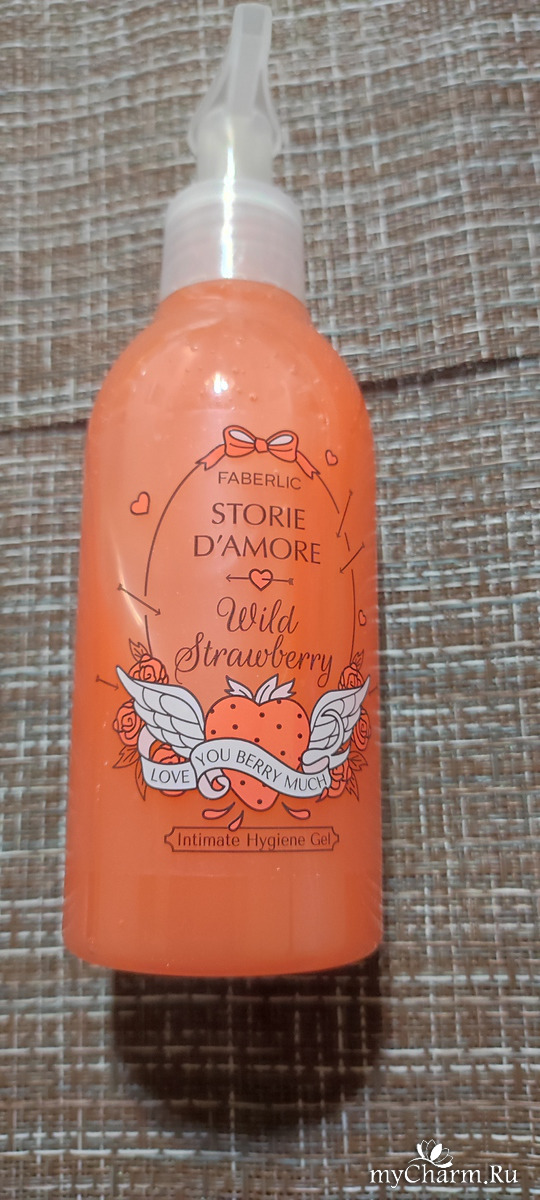 FABERLIC
STORIE
D'AMORE
Wild
Strawberry
LOVE YOU BERRY MUCH
Intimate Hygiene Gel
myCharm.Ru